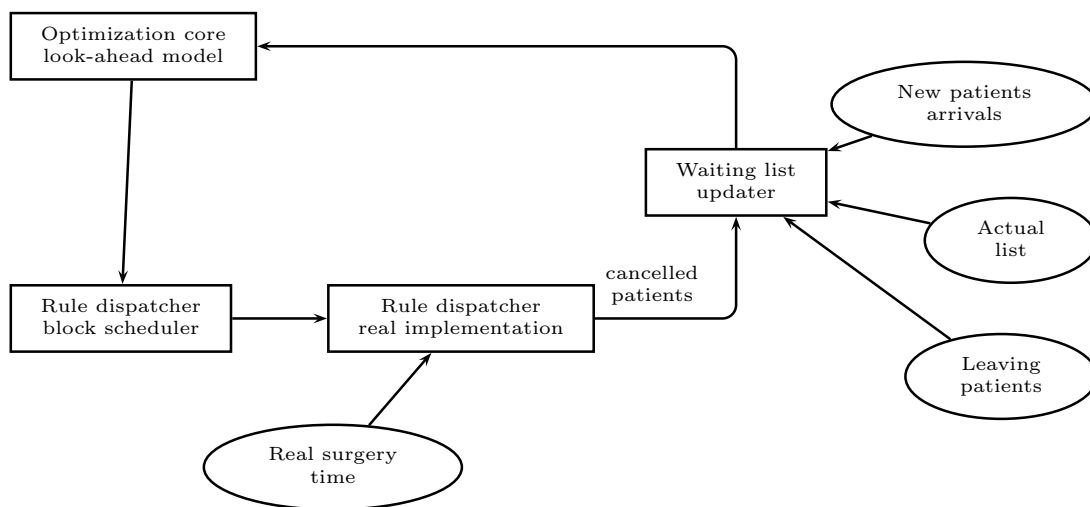 Optimization core
look-ahead model
New patients
arrivals
Waiting list
updater
Actual
list
cancelled
patients
Rule dispatcher
block scheduler
Rule dispatcher
real implementation
Leaving
patients
Real surgery
time